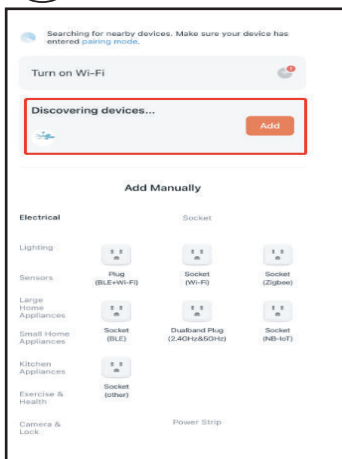 Searching for nearby devices. Make sure your device has
entered pairing mode.
Turn on Wi-Fi
Discovering devices...
Add
Add Manually
Electrical
Socket
Lighting
Sensors
Large
Home
Appliances
Small Home
Appliances
Kitchen
Appliances
Exercise &
Health
Camera &
Lock
Plug
(BLE+Wi-Fi)
Socket
(Wi-Fi)
Socket
(Zigbee)
Socket
(BLE)
Dualband Plug
(2.4GHz&5GHz)
Socket
(NB-IoT)
Socket
(other)
Power Strip